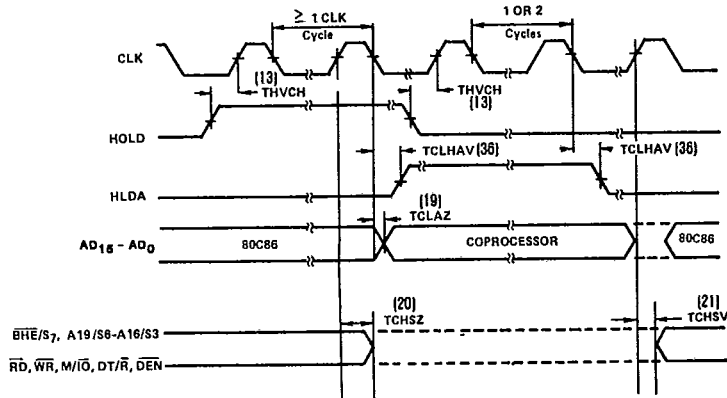 ≥ 1 CLK
Cycle
1 OR 2
Cycles
CLK
(13)
THVCH
THVCH
(13)
HOLD
TCLHAV (36)
TCLHAV (36)
HLDA
(19)
TCLAZ
AD15 – AD0
80C86
COPROCESSOR
80C86
(20)
TCHSZ
(21)
TCHSV
BHE/S7, A19/S6-A16/S3
RD, WR, M/IO, DT/R, DEN